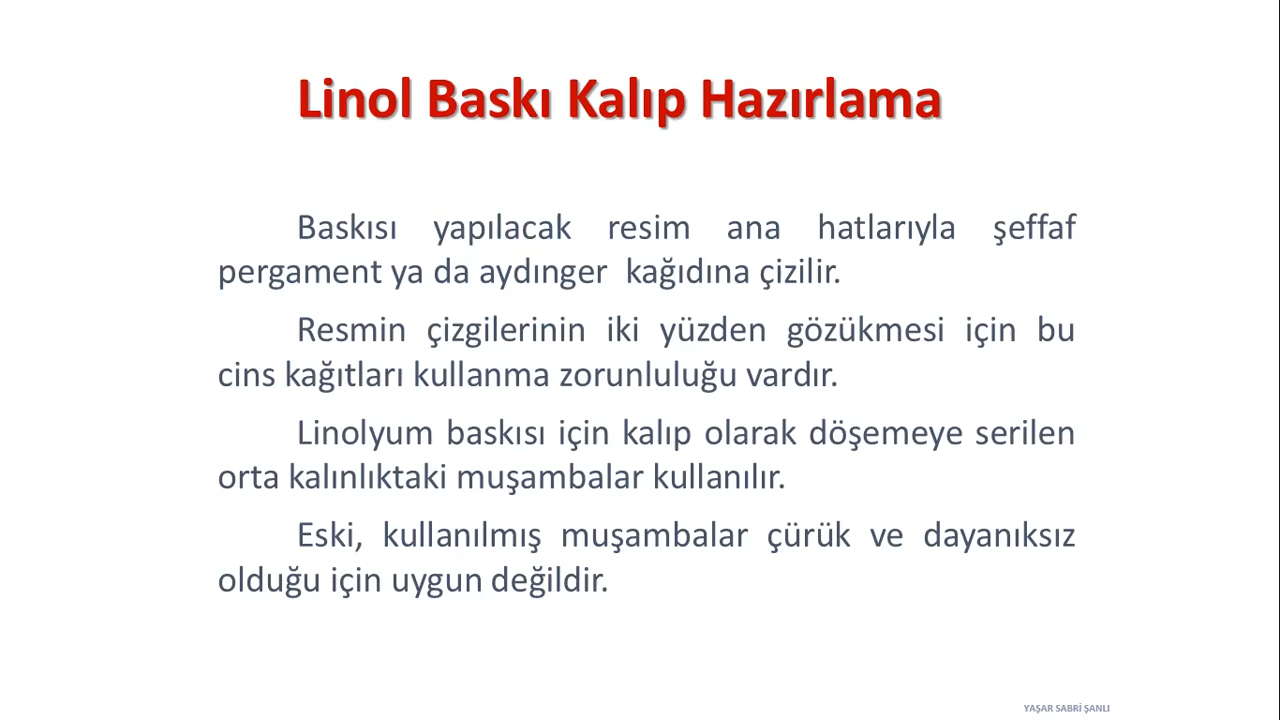 Linol Baskı Kalıp Hazırlama
Baskısı yapılacak resim ana hatlarıyla şeffaf
pergament ya da aydınger kağıdına çizilir.
Resmin çizgilerinin iki yüzden gözükmesi için bu
cins kağıtları kullanma zorunluluğu vardır.
Linolyum baskısı için kalıp olarak döşemeye serilen
orta kalınlıktaki muşambalar kullanılır.
Eski, kullanılmış muşambalar çürük ve dayanıksız
olduğu için uygun değildir.
YAŞAR SABRİ ŞANLI